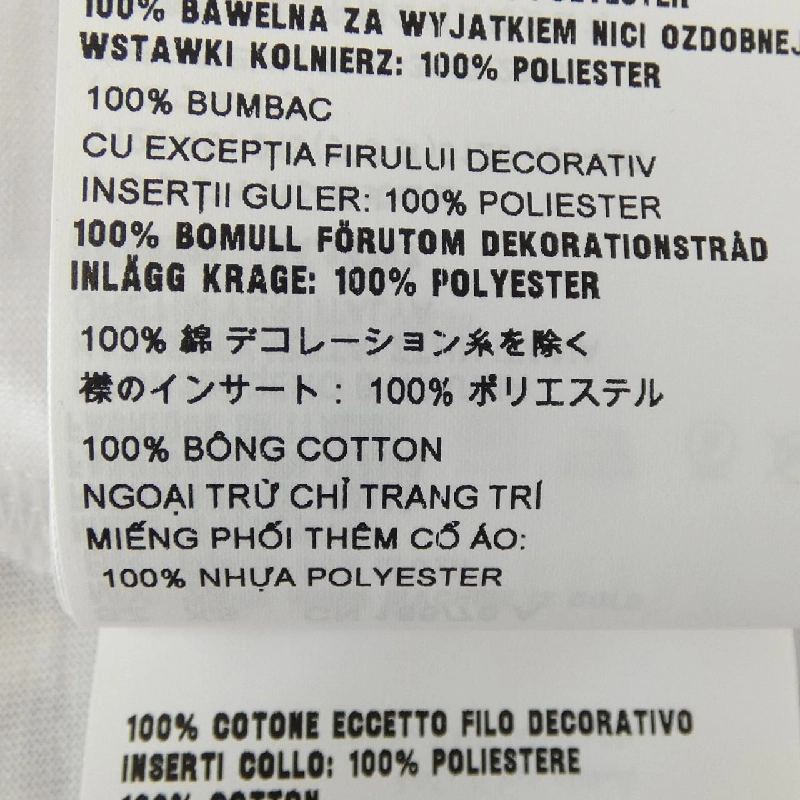 100% BAWELNA ZA WYJATKIEM NICI OZDOBNEJ
WSTAWKI KOLNIERZ: 100% POLIESTER
100% BUMBAC
CU EXCEPȚIA FIRULUI DECORATIV
INSERȚII GULER: 100% POLIESTER
100% BOMULL FÖRUTOM DEKORATIONSTRÅD
INLÄGG KRAGE: 100% POLYESTER
100% 綿 デコレーション糸を除く
襟のインサート: 100% ポリエステル
100% BÔNG COTTON
NGOẠI TRỪ CHỈ TRANG TRÍ
MIẾNG PHỐI THÊM CỔ ÁO:
100% NHỰA POLYESTER
100% COTONE ECCETTO FILO DECORATIVO
INSERTI COLLO: 100% POLIESTERE
100% COTTON